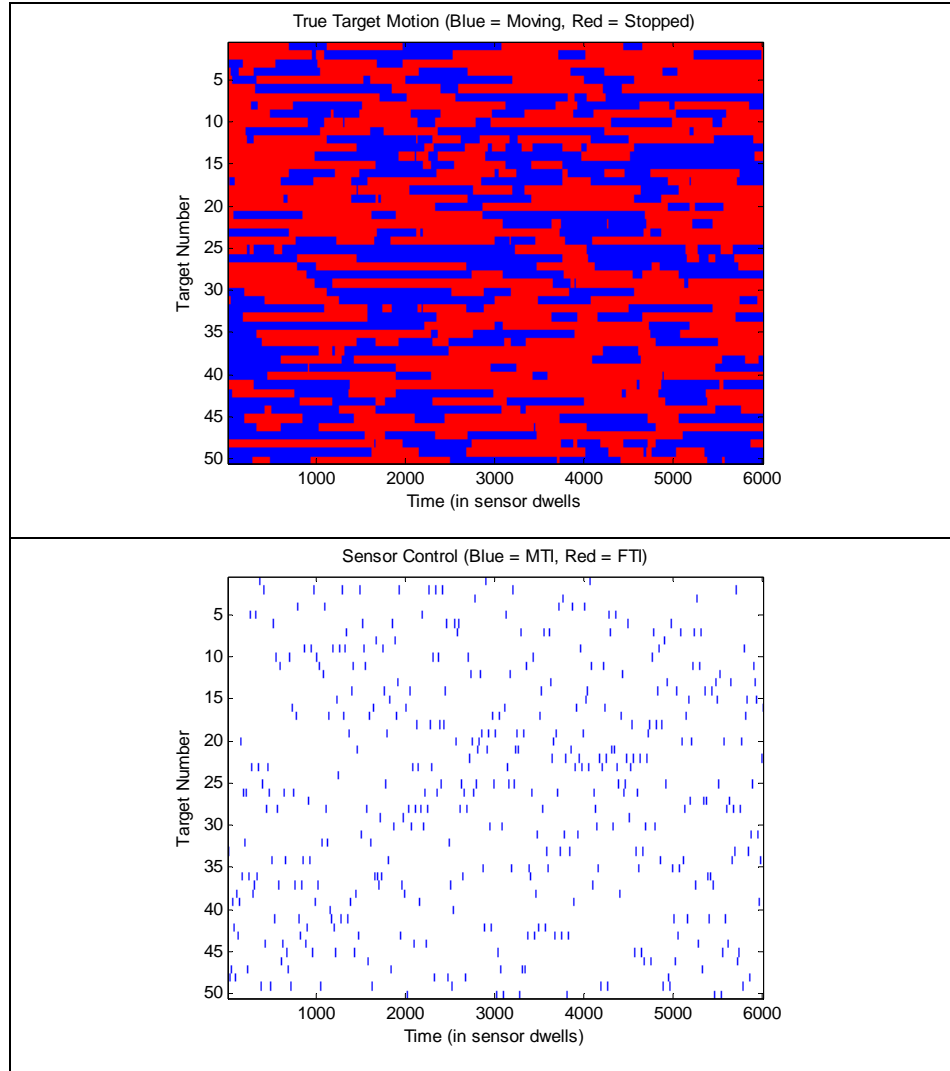 True Target Motion (Blue = Moving, Red = Stopped)
5
10
15
20
25
30
35
40
45
50
Target Number
1000 2000 3000 4000 5000 6000
Time (in sensor dwells
Sensor Control (Blue = MTI, Red = FTI)
5
10
15
20
25
30
35
40
45
50
Target Number
1000 2000 3000 4000 5000 6000
Time (in sensor dwells)